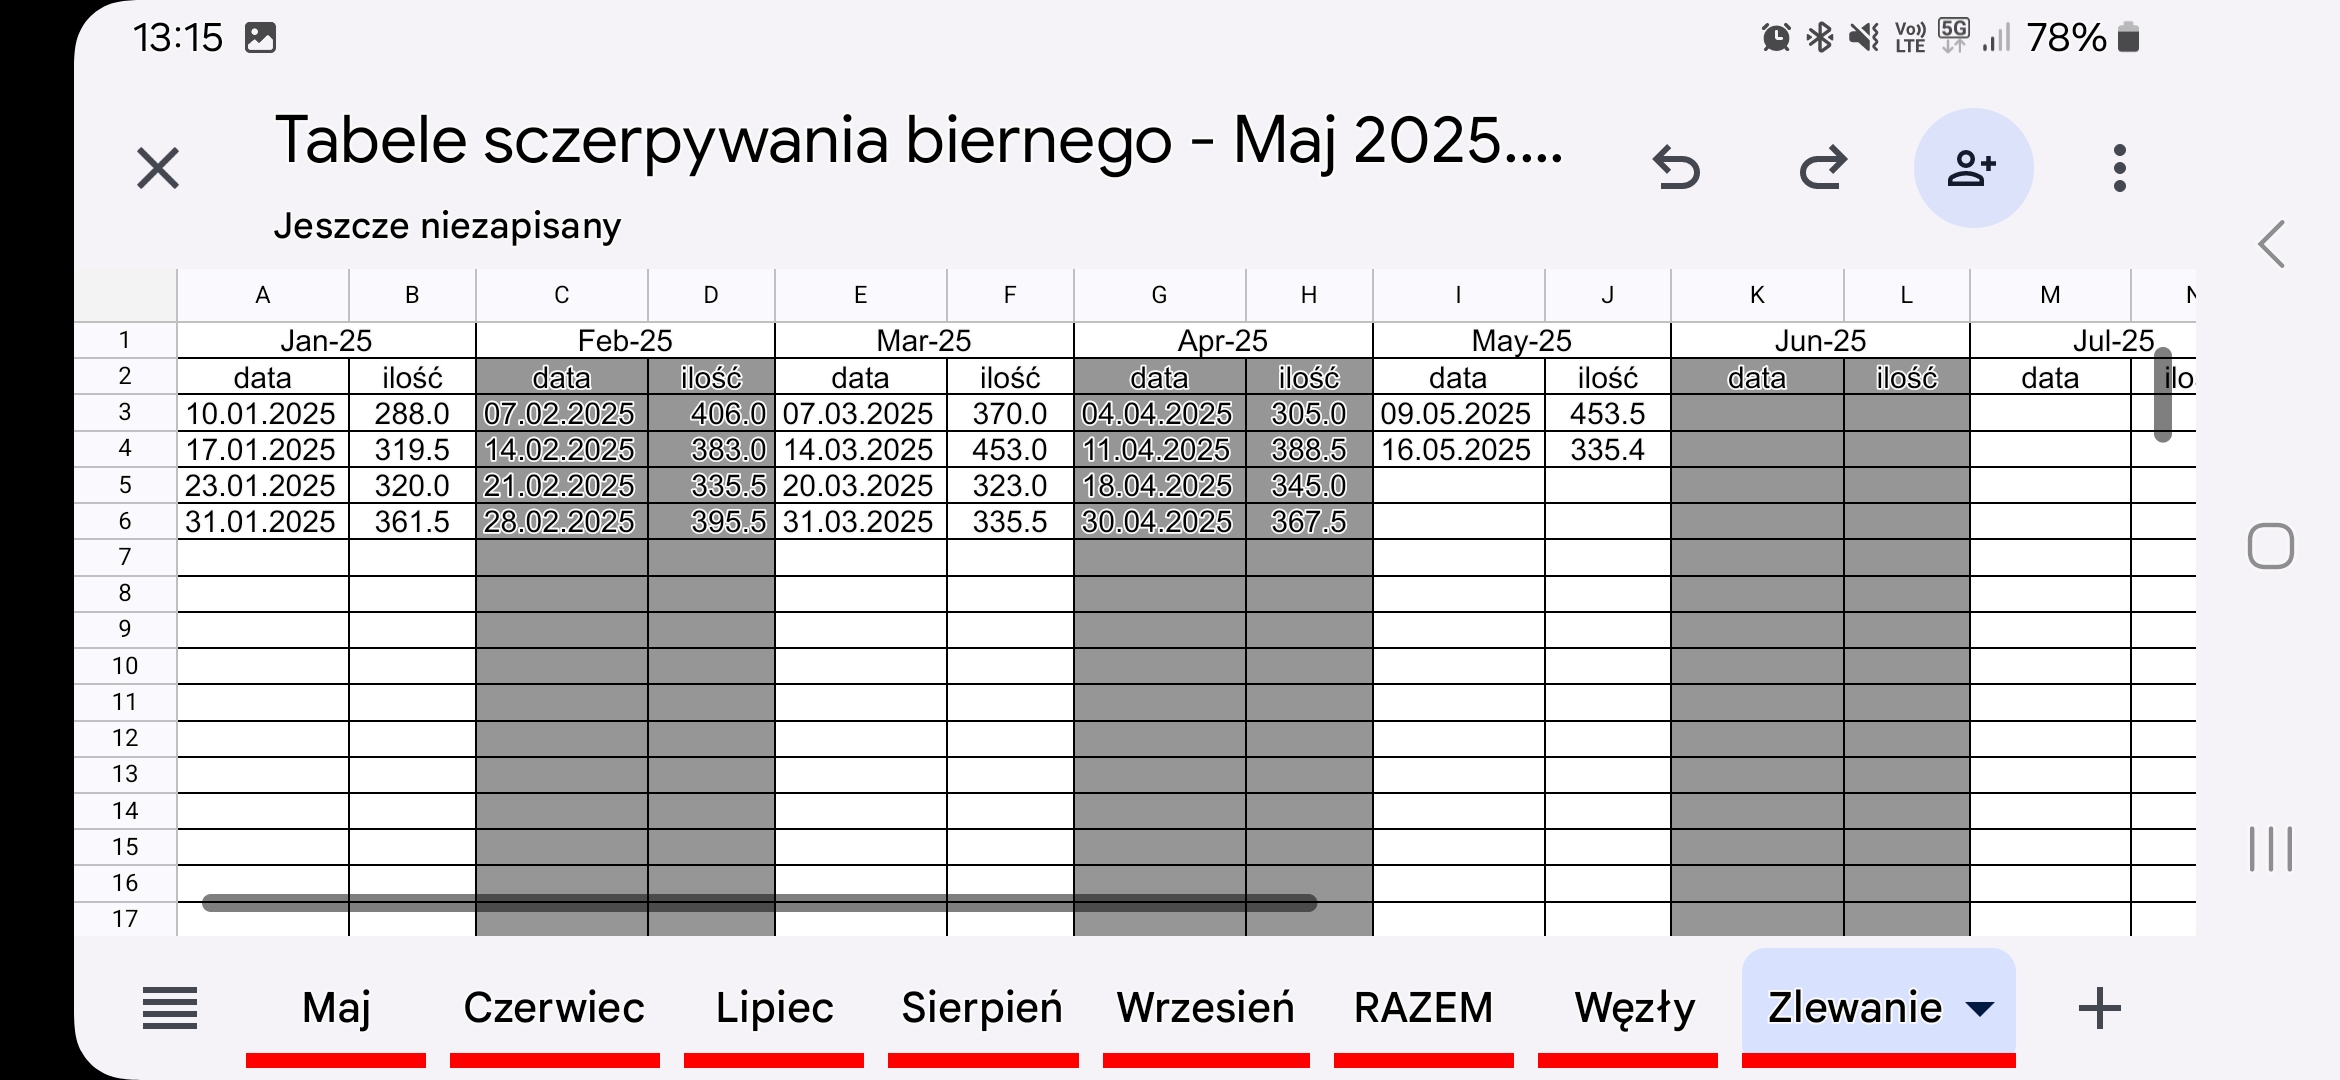 13:15 Vo)) LTE 5G 78%
Tabele sczerpywania biernego - Maj 2025....
Jeszcze niezapisany
A B C D E F G H I J K L M N
1 Jan-25 Feb-25 Mar-25 Apr-25 May-25 Jun-25 Jul-25
2 data ilość data ilość data ilość data ilość data ilość data ilość data ilo
3 10.01.2025 288.0 07.02.2025 406.0 07.03.2025 370.0 04.04.2025 305.0 09.05.2025 453.5
4 17.01.2025 319.5 14.02.2025 383.0 14.03.2025 453.0 11.04.2025 388.5 16.05.2025 335.4
5 23.01.2025 320.0 21.02.2025 335.5 20.03.2025 323.0 18.04.2025 345.0
6 31.01.2025 361.5 28.02.2025 395.5 31.03.2025 335.5 30.04.2025 367.5
7
8
9
10
11
12
13
14
15
16
17
Maj Czerwiec Lipiec Sierpień Wrzesień RAZEM Węzły Zlewanie